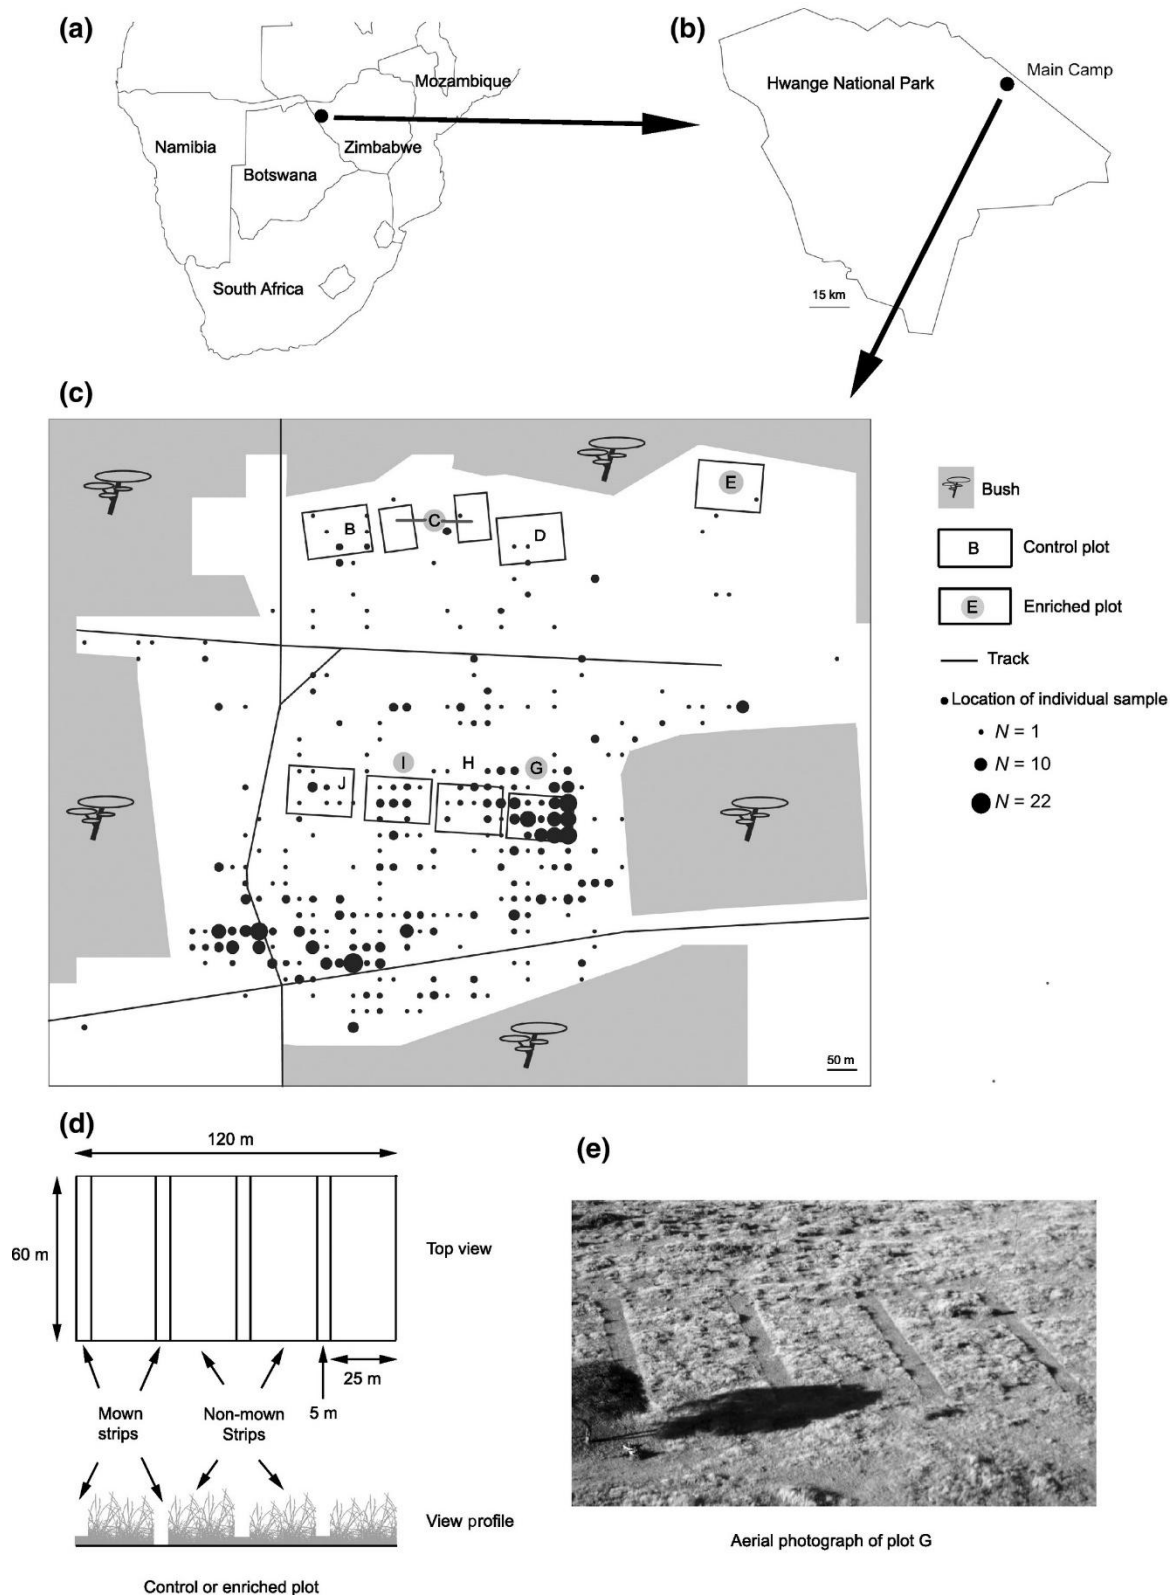 (a)
Mozambique
Namibia
Zimbabwe
Botswana
South Africa
(b)
Hwange National Park
Main Camp
15 km
(c)
E
B
C
D
I
H
G
J
50 m
Bush
B
Control plot
E
Enriched plot
Track
Location of individual sample
N = 1
N = 10
N = 22
(d)
120 m
60 m
Top view
25 m
5 m
Mown
strips
Non-mown
Strips
View profile
Control or enriched plot
(e)
Aerial photograph of plot G